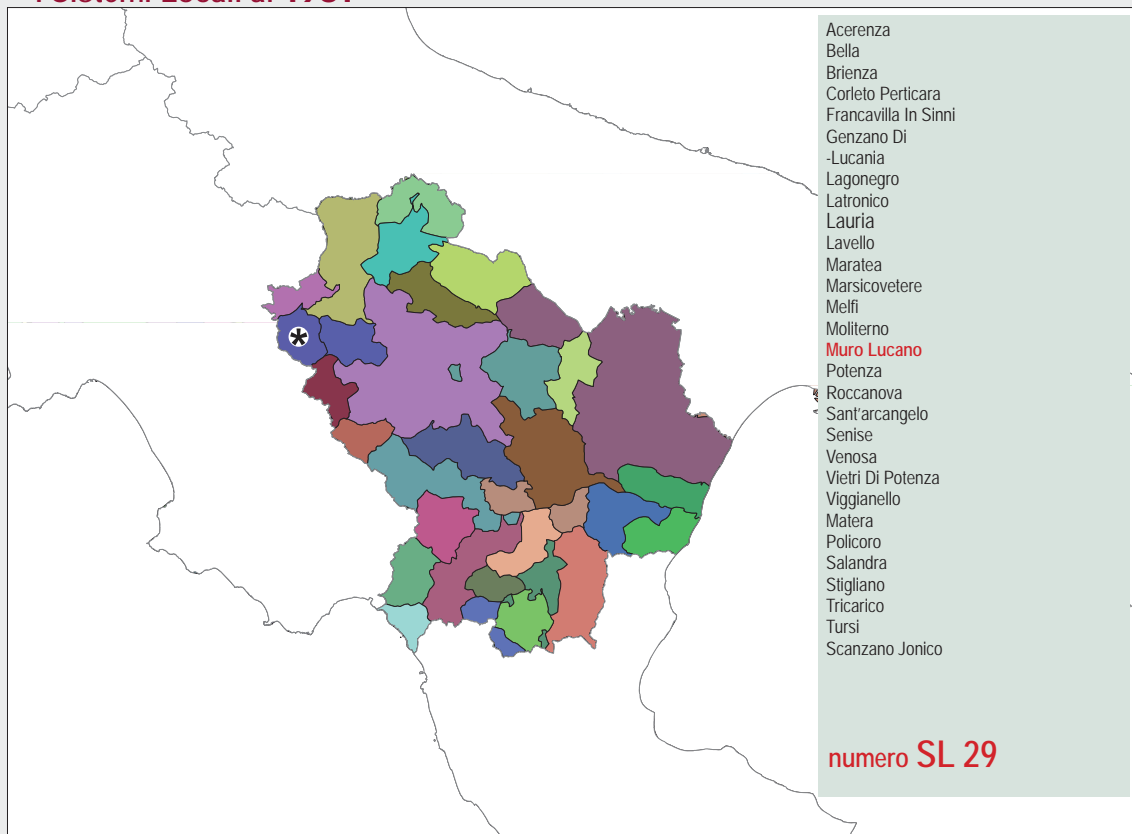 Acerenza
Bella
Brienza
Corleto Perticara
Francavilla In Sinni
Genzano Di
-Lucania
Lagonegro
Latronico
Lauria
Lavello
Maratea
Marsicovetere
Melfi
Moliterno
Muro Lucano
Potenza
Roccanova
Sant'arcangelo
Senise
Venosa
Vietri Di Potenza
Viggianello
Matera
Policoro
Salandra
Stigliano
Tricarico
Tursi
Scanzano Jonico
numero SL 29